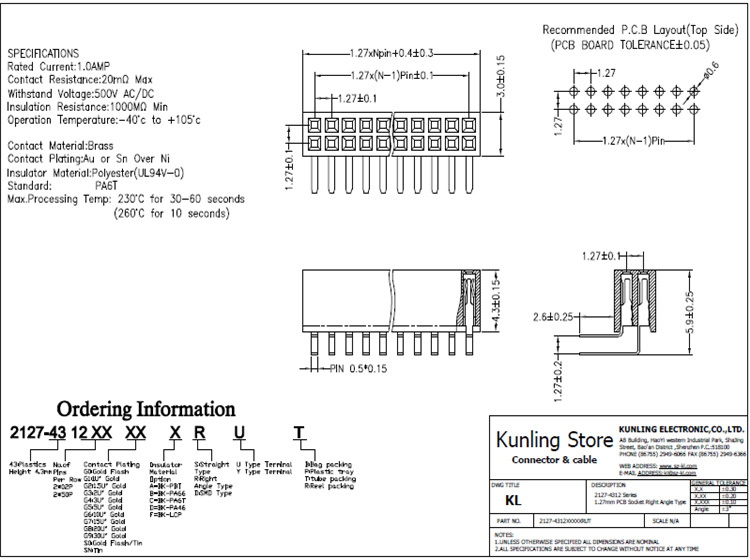 SPECIFICATIONS
Rated Current:1.0AMP
Contact Resistance:20mΩ Max
Withstand Voltage:500V AC/DC
Insulation Resistance:1000MΩ Min
Operation Temperature:-40°c to +105°c
Contact Material:Brass
Contact Plating:Au or Sn Over Ni
Insulator Material:Polyester(UL94V-0)
Standard: PA6T
Max.Processing Temp: 230°C for 30-60 seconds
(260°C for 10 seconds)
1.27xNpin+0.4±0.3
1.27x(N-1)Pin±0.1
1.27±0.1
3.0±0.15
1.27±0.1
Recommended P.C.B Layout(Top Side)
(PCB BOARD TOLERANCE±0.05)
1.27
ø0.6
1.27
1.27x(N-1)Pin
4.3±0.15
PIN 0.5*0.15
1.27±0.1
2.6±0.25
5.9±0.25
1.27±0.2
Ordering Information
2127-43 12 XX XX X R U T
43:Plastics
Height 4.3mm
No.of
Pins
Per Row
2*02P
2*50P
Contact Plating
G0:Gold Flash
G1:1U" Gold
G2:1.5U" Gold
G3:2U" Gold
G4:3U" Gold
G5:5U" Gold
G6:10U" Gold
G7:15U" Gold
G8:20U" Gold
G9:30U" Gold
SG:Gold Flash/Tin
SN:Tin
Insulator
Material
Option
A=BK-PBT
B=BK-PA66
C=BK-PA6T
D=BK-PA46
F=BK-LCP
S:Straight
Type
R:Right
Angle Type
D:SMD Type
U Type Terminal
Y Type Terminal
B:Bag packing
P:Plastic tray
T:tube packing
R:Reel packing
Kunling Store
Connector & cable
KUNLING ELECTRONIC,CO.,LTD.
A8 Building, HaoYi western Industrial Park, ShaJing
Street, Bao'an District ,Shenzhen P.C.:518100
PHONE (86755) 2949-6066 FAX (86755) 2949-6366
WEB ADDRESS: www.sz-kl.com
E-MAIL ADDRESS:kl@sz-kl.com
DWG TITLE
KL
DESCRIPTION
2127-4312 Series
1.27mm PCB Socket Right Angle Type
GENERAL TOLERANCE
X.X ±0.30
X.XX ±0.20
X.XXX ±0.10
Angle ±3°
PART NO.
2127-4312XXXXXRUT
SCALE N/A
NOTES:
1.UNLESS OTHERWISE SPECIFIED ALL DIMENSIONS ARE NOMINAL
2.ALL SPECIFICATIONS ARE SUBJECT TO CHANGE WITHOUT NOTICE AT ANY TIME